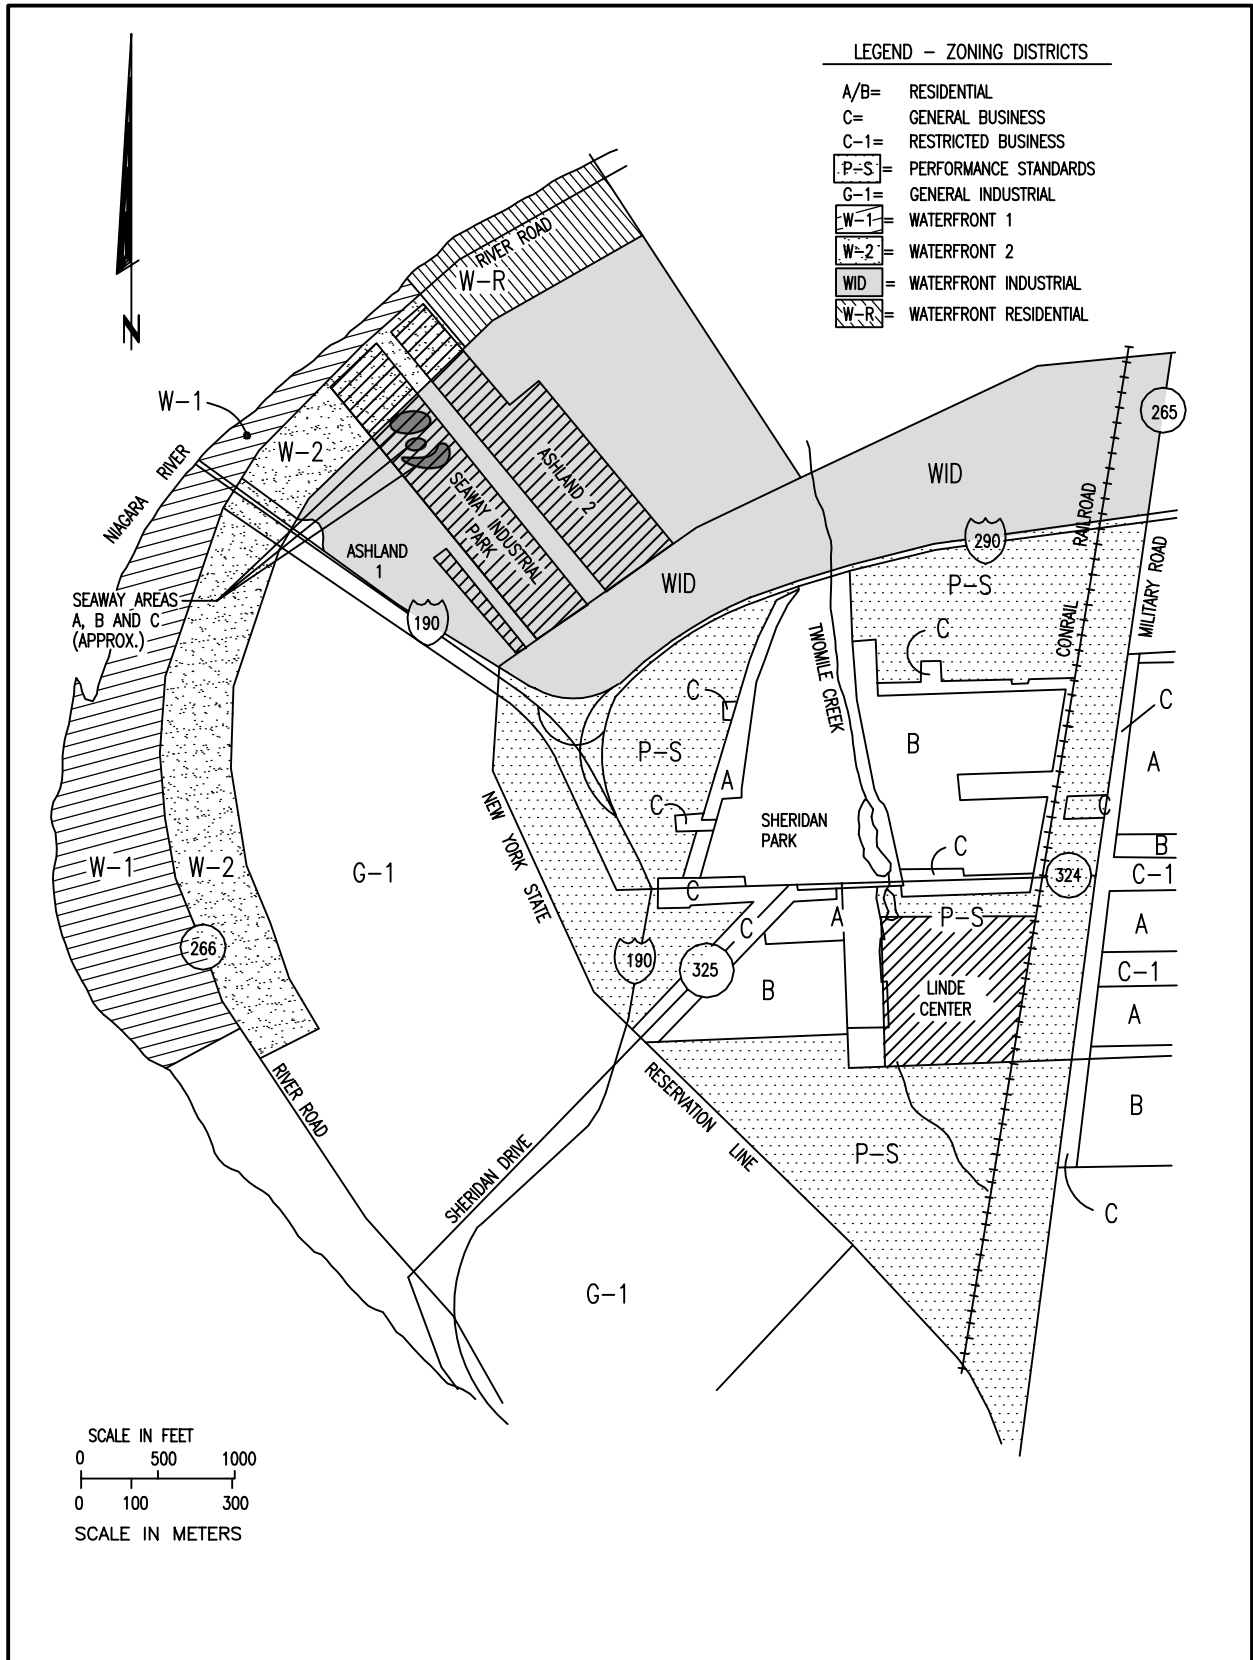 LEGEND – ZONING DISTRICTS
A/B= RESIDENTIAL
C= GENERAL BUSINESS
C-1= RESTRICTED BUSINESS
P-S = PERFORMANCE STANDARDS
G-1= GENERAL INDUSTRIAL
W-1 = WATERFRONT 1
W-2 = WATERFRONT 2
WID = WATERFRONT INDUSTRIAL
W-R = WATERFRONT RESIDENTIAL
N
RIVER ROAD
W-R
W-1
265
W-2
NIAGARA RIVER
WID
ASHLAND 2
SEAWAY INDUSTRIAL
PARK
RAILROAD
CONRAIL
MILITARY ROAD
290
ASHLAND
1
WID
P-S
SEAWAY AREAS
A, B AND C
(APPROX.)
190
C
TWOMILE CREEK
C
C
P-S
B
A
A
C
NEW YORK STATE
C
SHERIDAN
PARK
B
C
W-1
W-2
G-1
324
C-1
C
P-S
A
C
A
266
190
325
C-1
B
LINDE
CENTER
A
RIVER ROAD
RESERVATION LINE
B
P-S
SHERIDAN DRIVE
C
G-1
SCALE IN FEET
0 500 1000
0 100 300
SCALE IN METERS